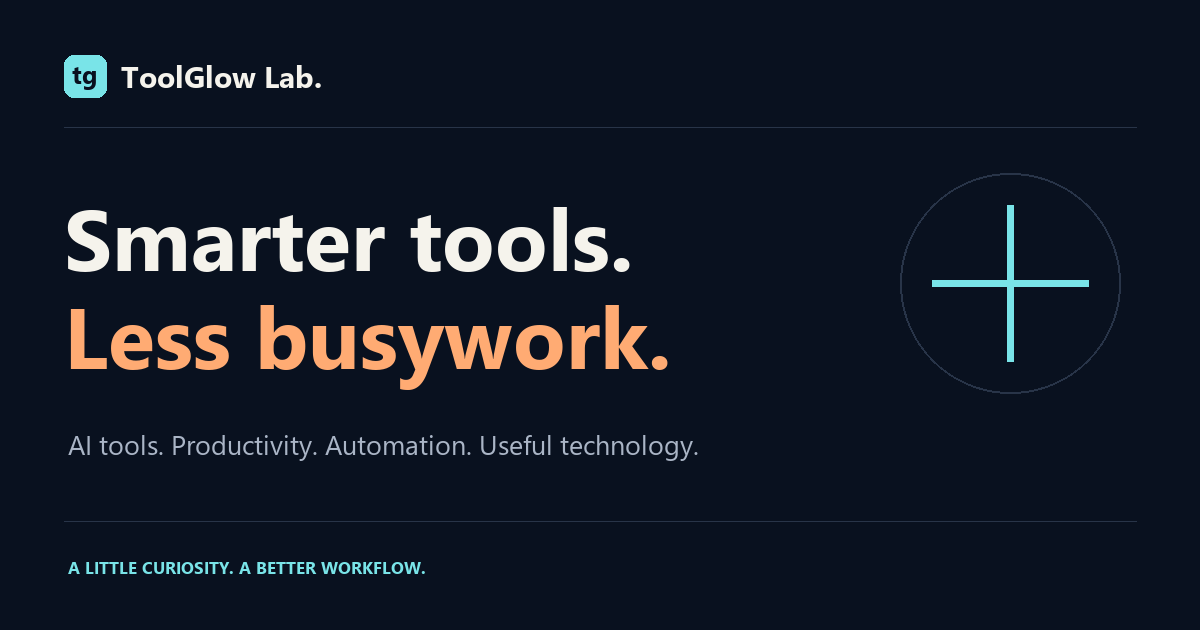 tg ToolGlow Lab.
Smarter tools.
Less busywork.
AI tools. Productivity. Automation. Useful technology.
A LITTLE CURIOSITY. A BETTER WORKFLOW.